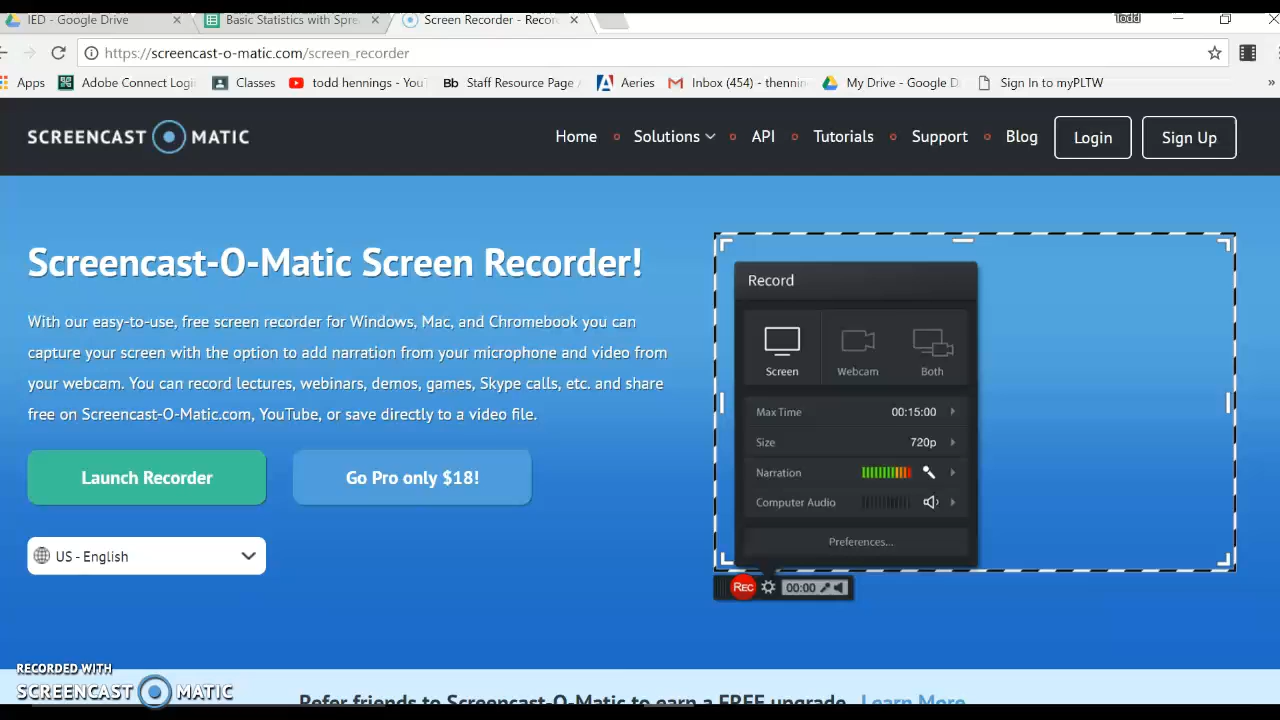 IED - Google Drive
Basic Statistics with Spre
Screen Recorder - Recor
Todd
https://screencast-o-matic.com/screen_recorder
Apps
Adobe Connect Logi
Classes
todd hennings - You
Bb Staff Resource Page
Aeries
Inbox (454) - thennin
My Drive - Google D
Sign In to myPLTW
»
SCREENCAST MATIC
Home
Solutions
API
Tutorials
Support
Blog
Login
Sign Up
Screencast-O-Matic Screen Recorder!
With our easy-to-use, free screen recorder for Windows, Mac, and Chromebook you can
capture your screen with the option to add narration from your microphone and video from
your webcam. You can record lectures, webinars, demos, games, Skype calls, etc. and share
free on Screencast-O-Matic.com, YouTube, or save directly to a video file.
Launch Recorder
Go Pro only $18!
US - English
Record
Screen
Webcam
Both
Max Time 00:15:00
Size 720p
Narration
Computer Audio
Preferences...
REC
00:00
RECORDED WITH
SCREENCAST MATIC
Refer friends to Screencast-O-Matic to earn a FREE upgrade. Learn More